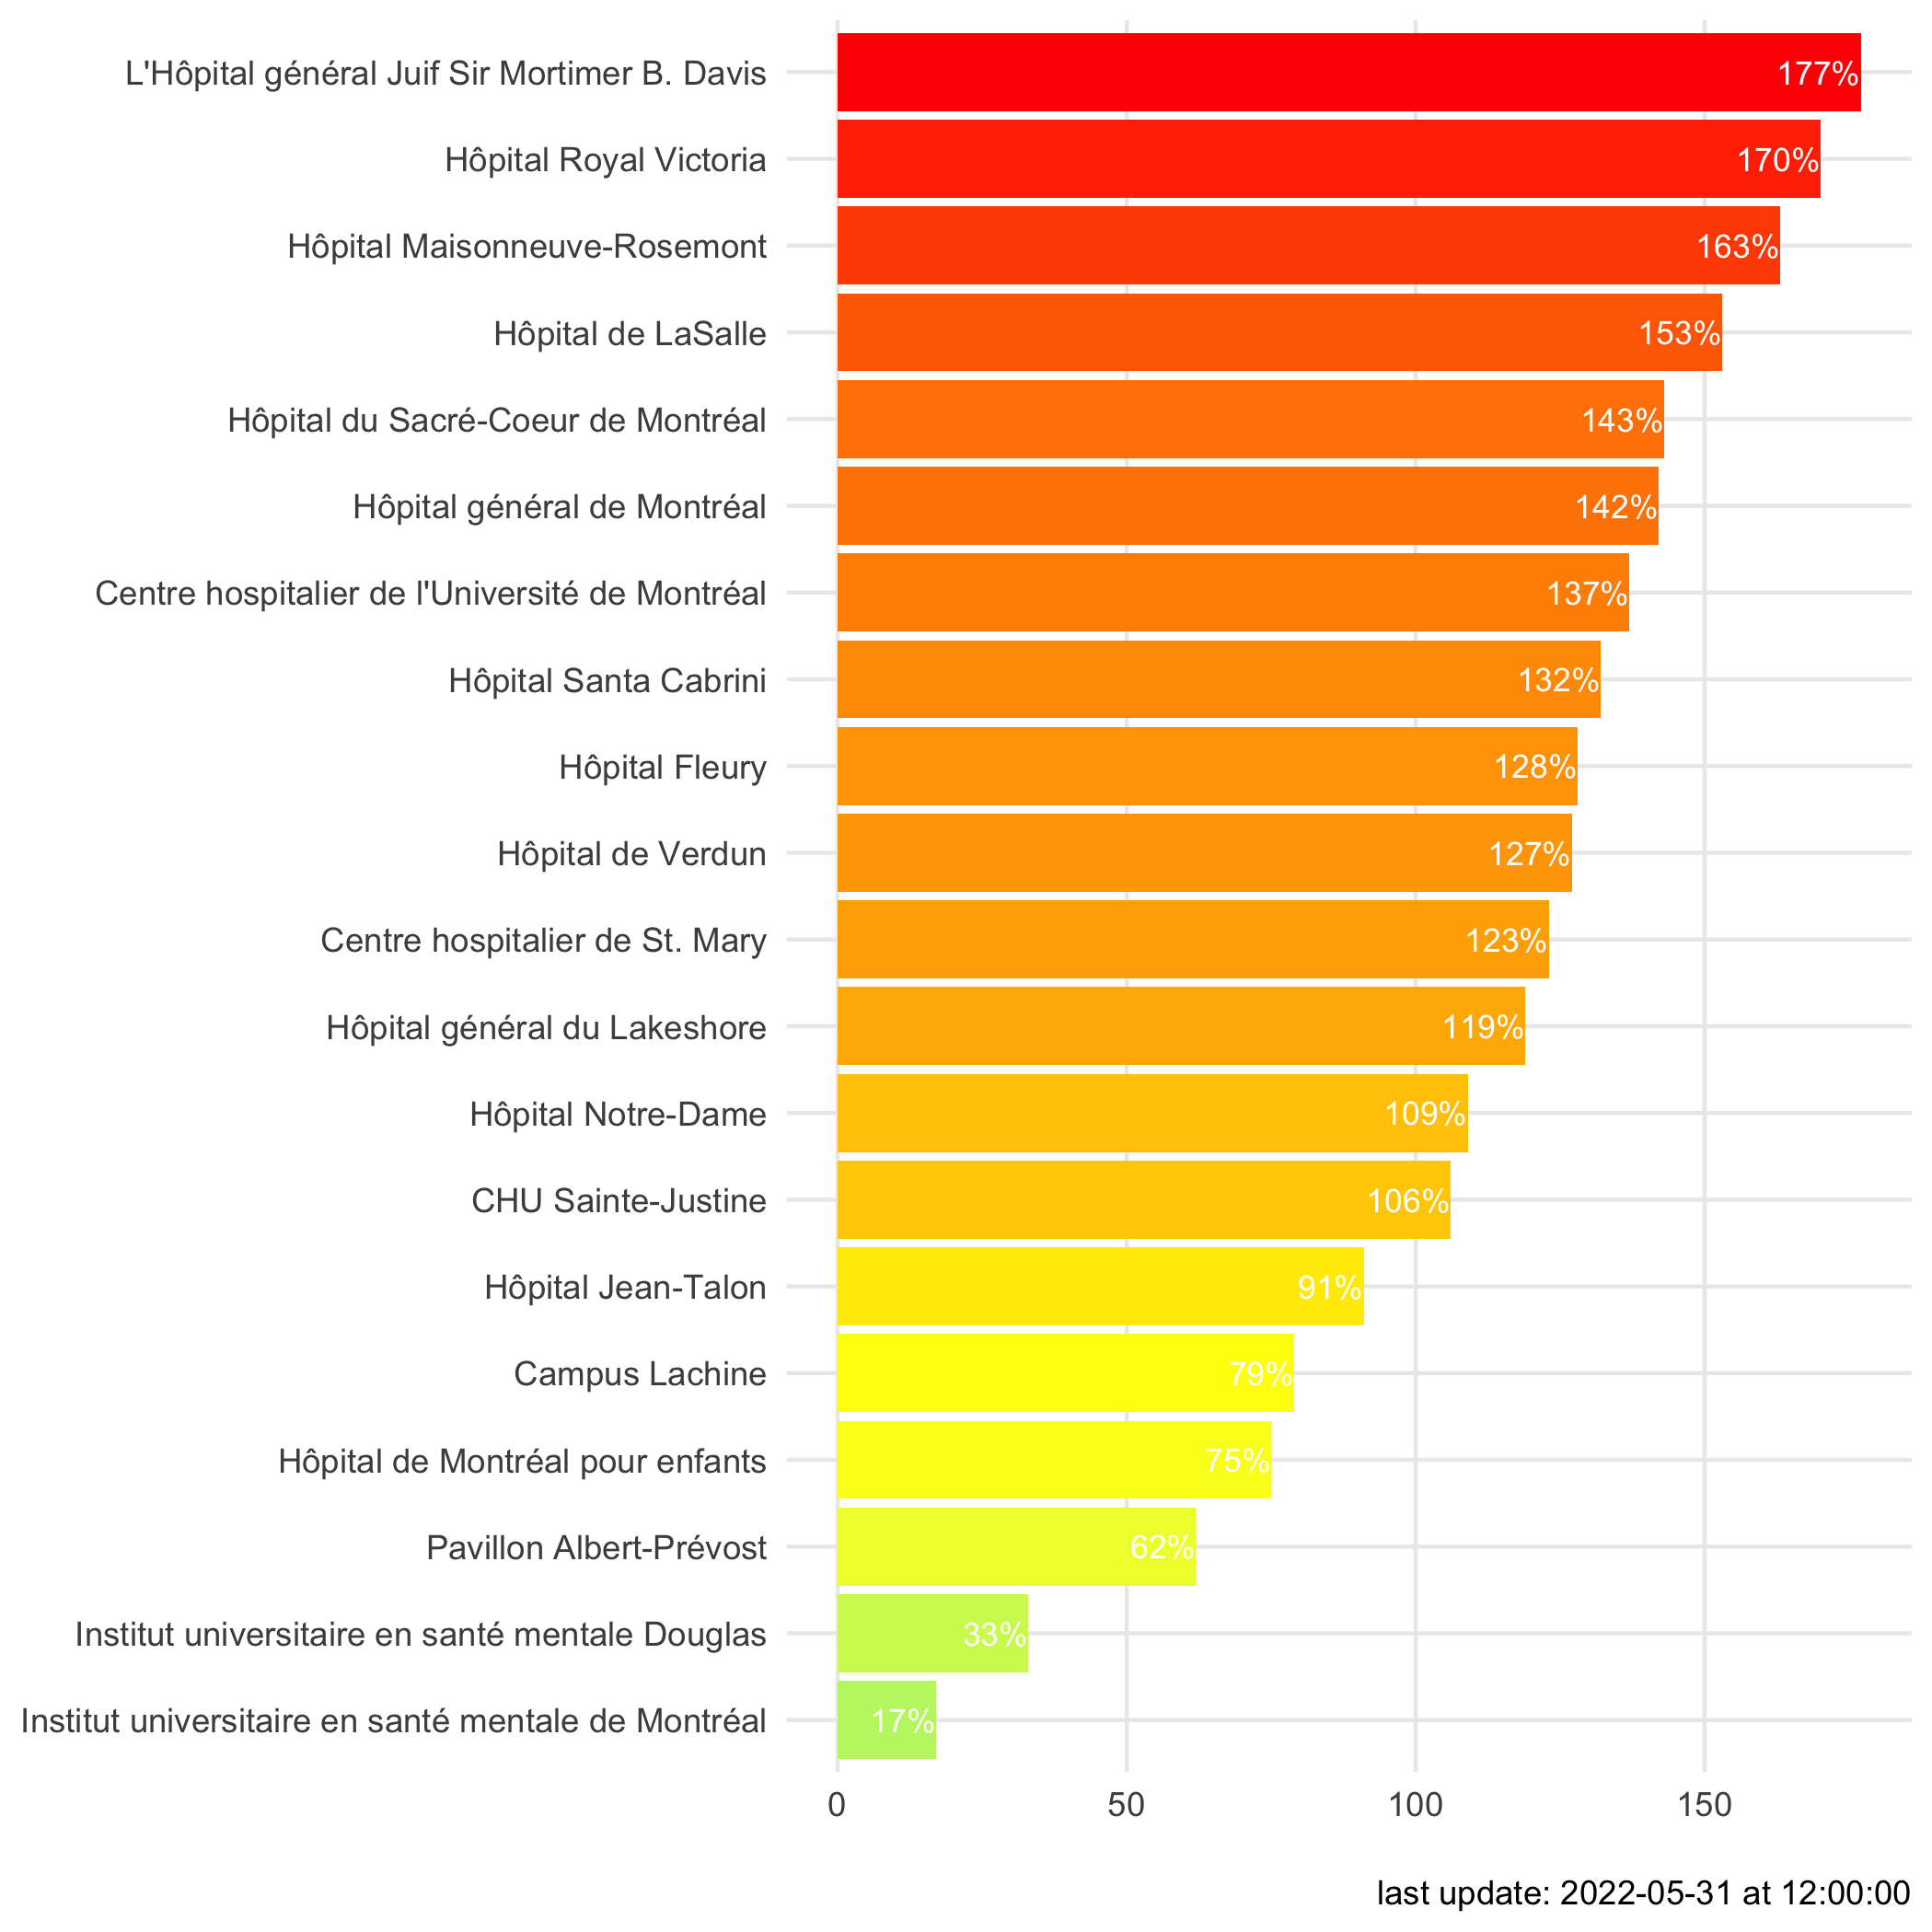 L'Hôpital général Juif Sir Mortimer B. Davis 177%
Hôpital Royal Victoria 170%
Hôpital Maisonneuve-Rosemont 163%
Hôpital de LaSalle 153%
Hôpital du Sacré-Coeur de Montréal 143%
Hôpital général de Montréal 142%
Centre hospitalier de l'Université de Montréal 137%
Hôpital Santa Cabrini 132%
Hôpital Fleury 128%
Hôpital de Verdun 127%
Centre hospitalier de St. Mary 123%
Hôpital général du Lakeshore 119%
Hôpital Notre-Dame 109%
CHU Sainte-Justine 106%
Hôpital Jean-Talon 91%
Campus Lachine 79%
Hôpital de Montréal pour enfants 75%
Pavillon Albert-Prévost 62%
Institut universitaire en santé mentale Douglas 33%
Institut universitaire en santé mentale de Montréal 17%
0 50 100 150
last update: 2022-05-31 at 12:00:00